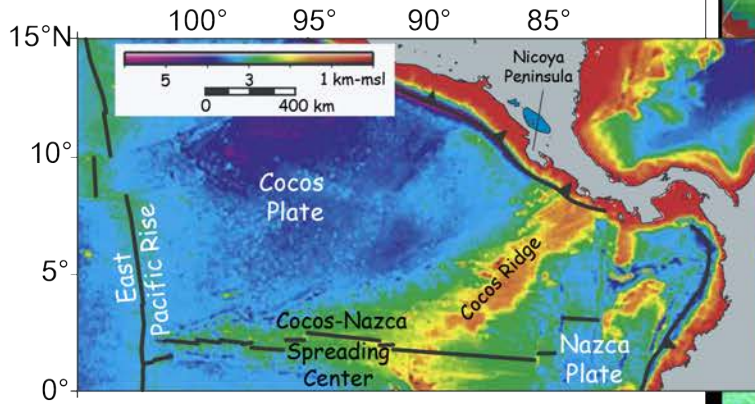 100° 95° 90° 85°
15°N
5 3 1 km-msl
0 400 km
Nicoya
Peninsula
10°
Cocos
Plate
East
Pacific Rise
5°
Cocos Ridge
Cocos-Nazca
Spreading
Center
Nazca
Plate
0°